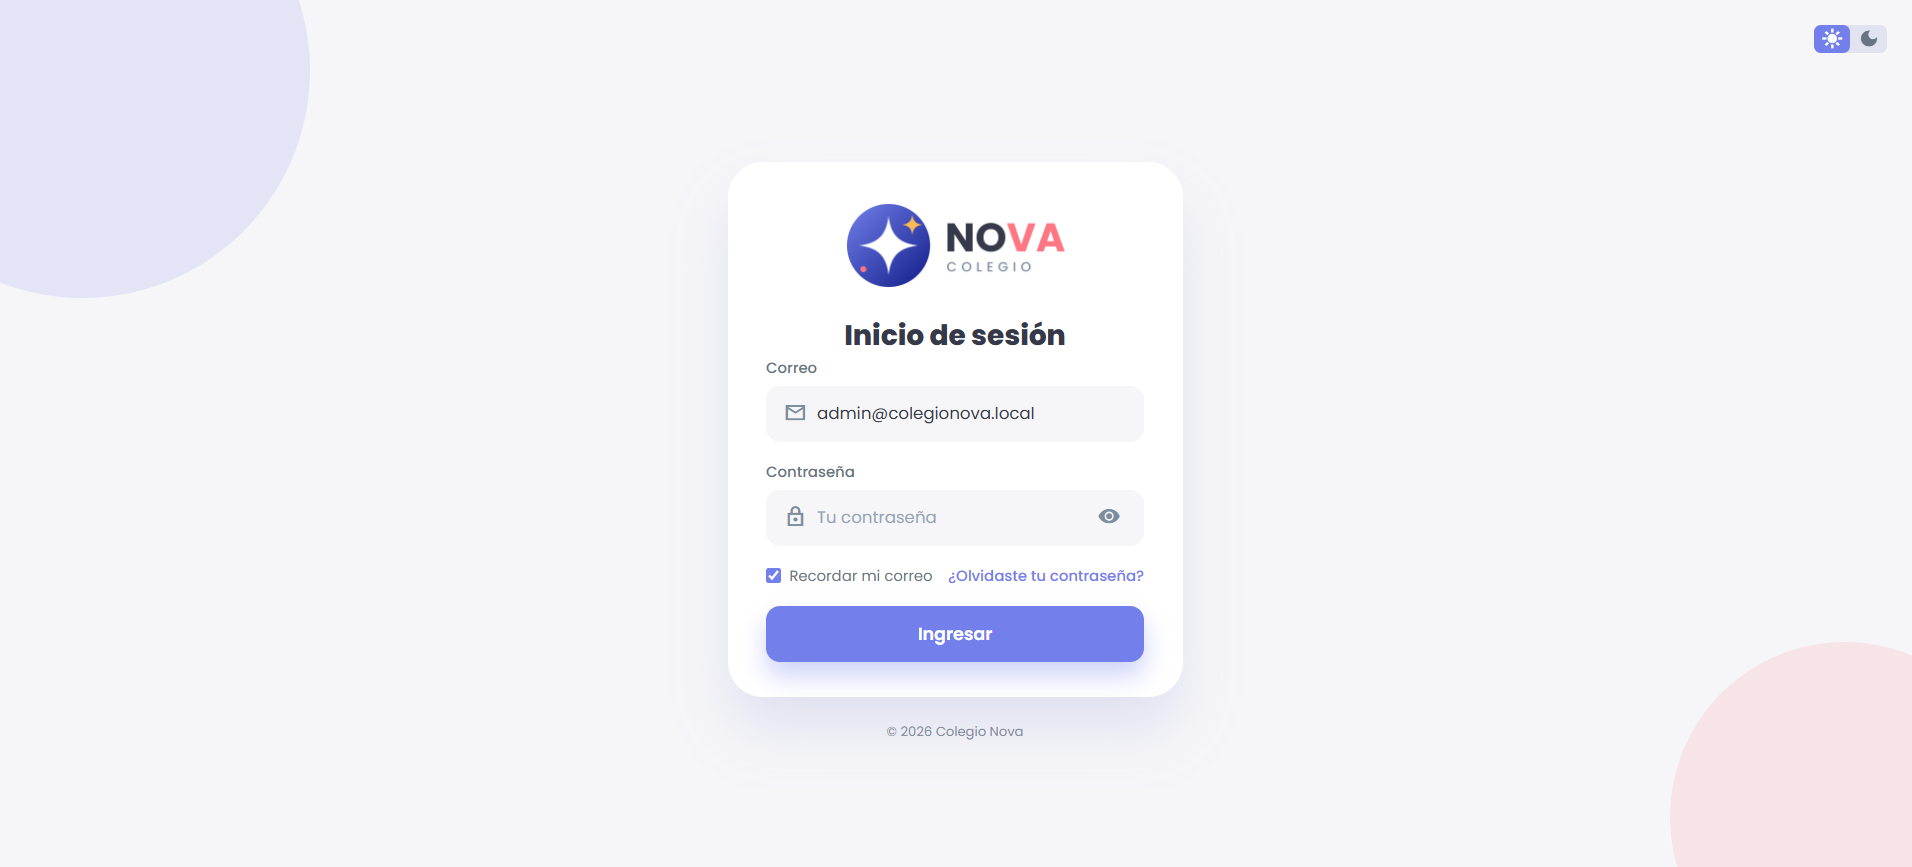 NOVA
COLEGIO
Inicio de sesión
Correo
admin@colegionova.local
Contraseña
Tu contraseña
Recordar mi correo ¿Olvidaste tu contraseña?
Ingresar
© 2026 Colegio Nova